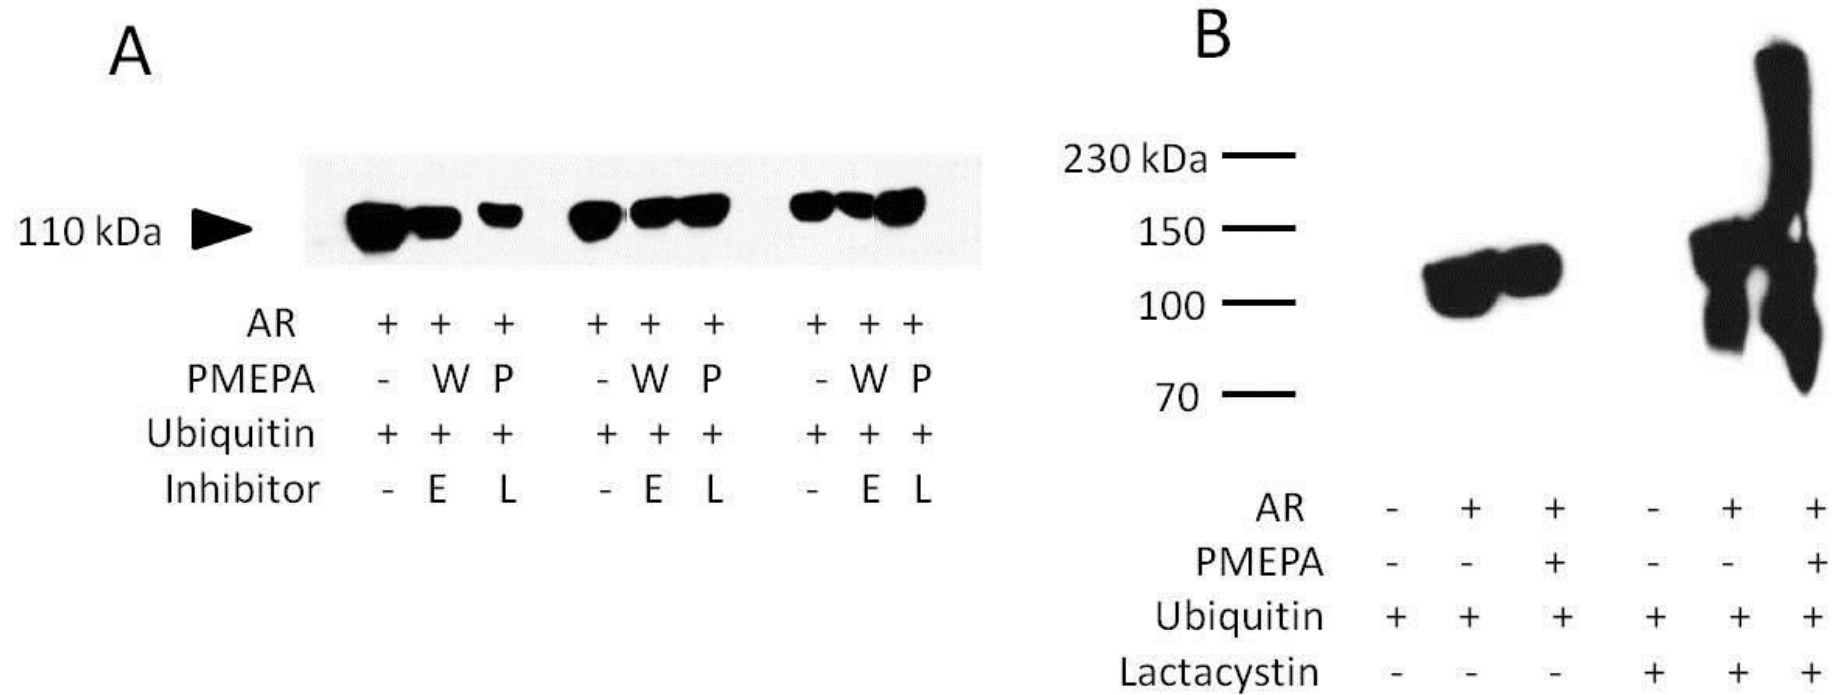 A
110 kDa
AR + + + + + + + + +
PMEPA - W P - W P - W P
Ubiquitin + + + + + + + + +
Inhibitor - E L - E L - E L
B
230 kDa
150
100
70
AR - + + - + +
PMEPA - - + - - +
Ubiquitin + + + + + +
Lactacystin - - - + + +